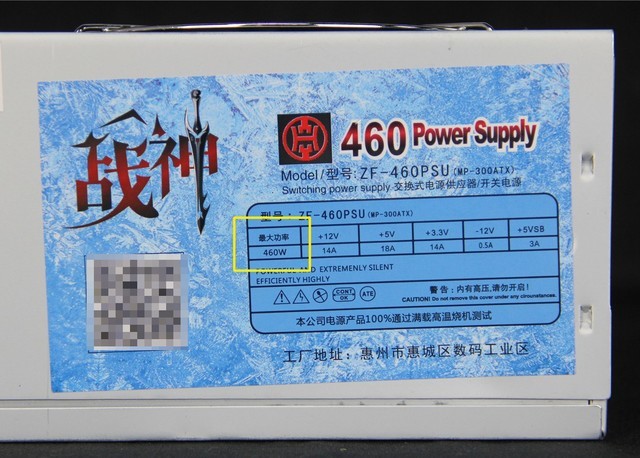 战神
460 Power Supply
Model/型号: ZF-460PSU(MP-300ATX)
Switching power supply 交换式电源供应器/开关电源
型号: ZF-460PSU(MP-300ATX)
最大功率 +12V +5V +3.3V -12V +5VSB
460W 14A 18A 14A 0.5A 3A
POWERFUL AND EXTREMENLY SILENT
EFFICIENTLY HIGHLY
CONT. OK ATE
警告: 内有高压,请勿开启!
CAUTION! Do not remove this cover under any circumstances.
本公司电源产品100%通过满载高温烧机测试
工厂地址: 惠州市惠城区数码工业区